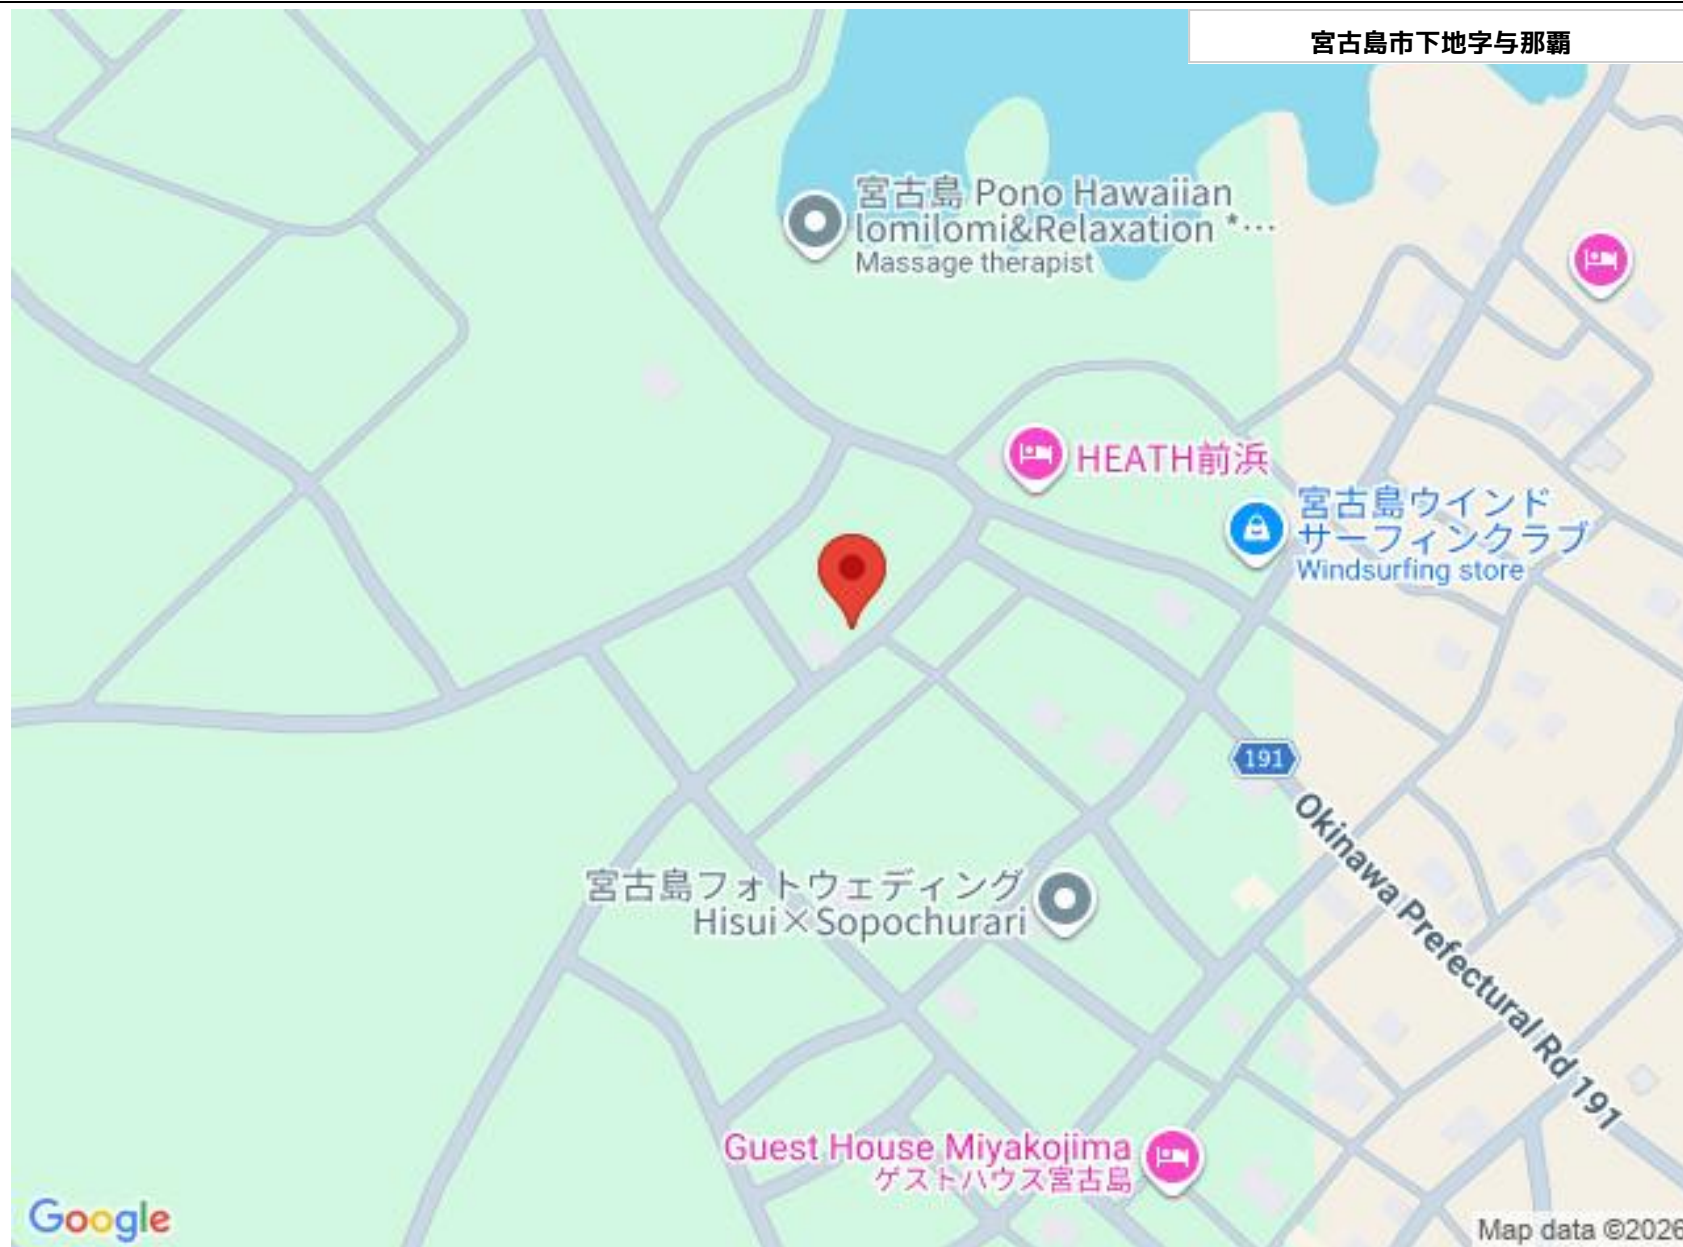 宮古島市下地字与那覇
宮古島 Pono Hawaiian
lomilomi&Relaxation *…
Massage therapist
HEATH前浜
宮古島ウインド
サーフィンクラブ
Windsurfing store
191
Okinawa Prefectural Rd 191
宮古島フォトウェディング
Hisui×Sopochurari
Guest House Miyakojima
ゲストハウス宮古島
Google
Map data ©2026